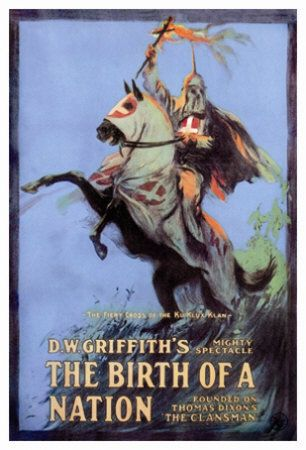 –THE FIERY CROSS OF THE KU KLUX KLAN–
D.W. GRIFFITH'S MIGHTY SPECTACLE
THE BIRTH OF A
NATION
FOUNDED ON
THOMAS DIXON'S
"THE CLANSMAN"